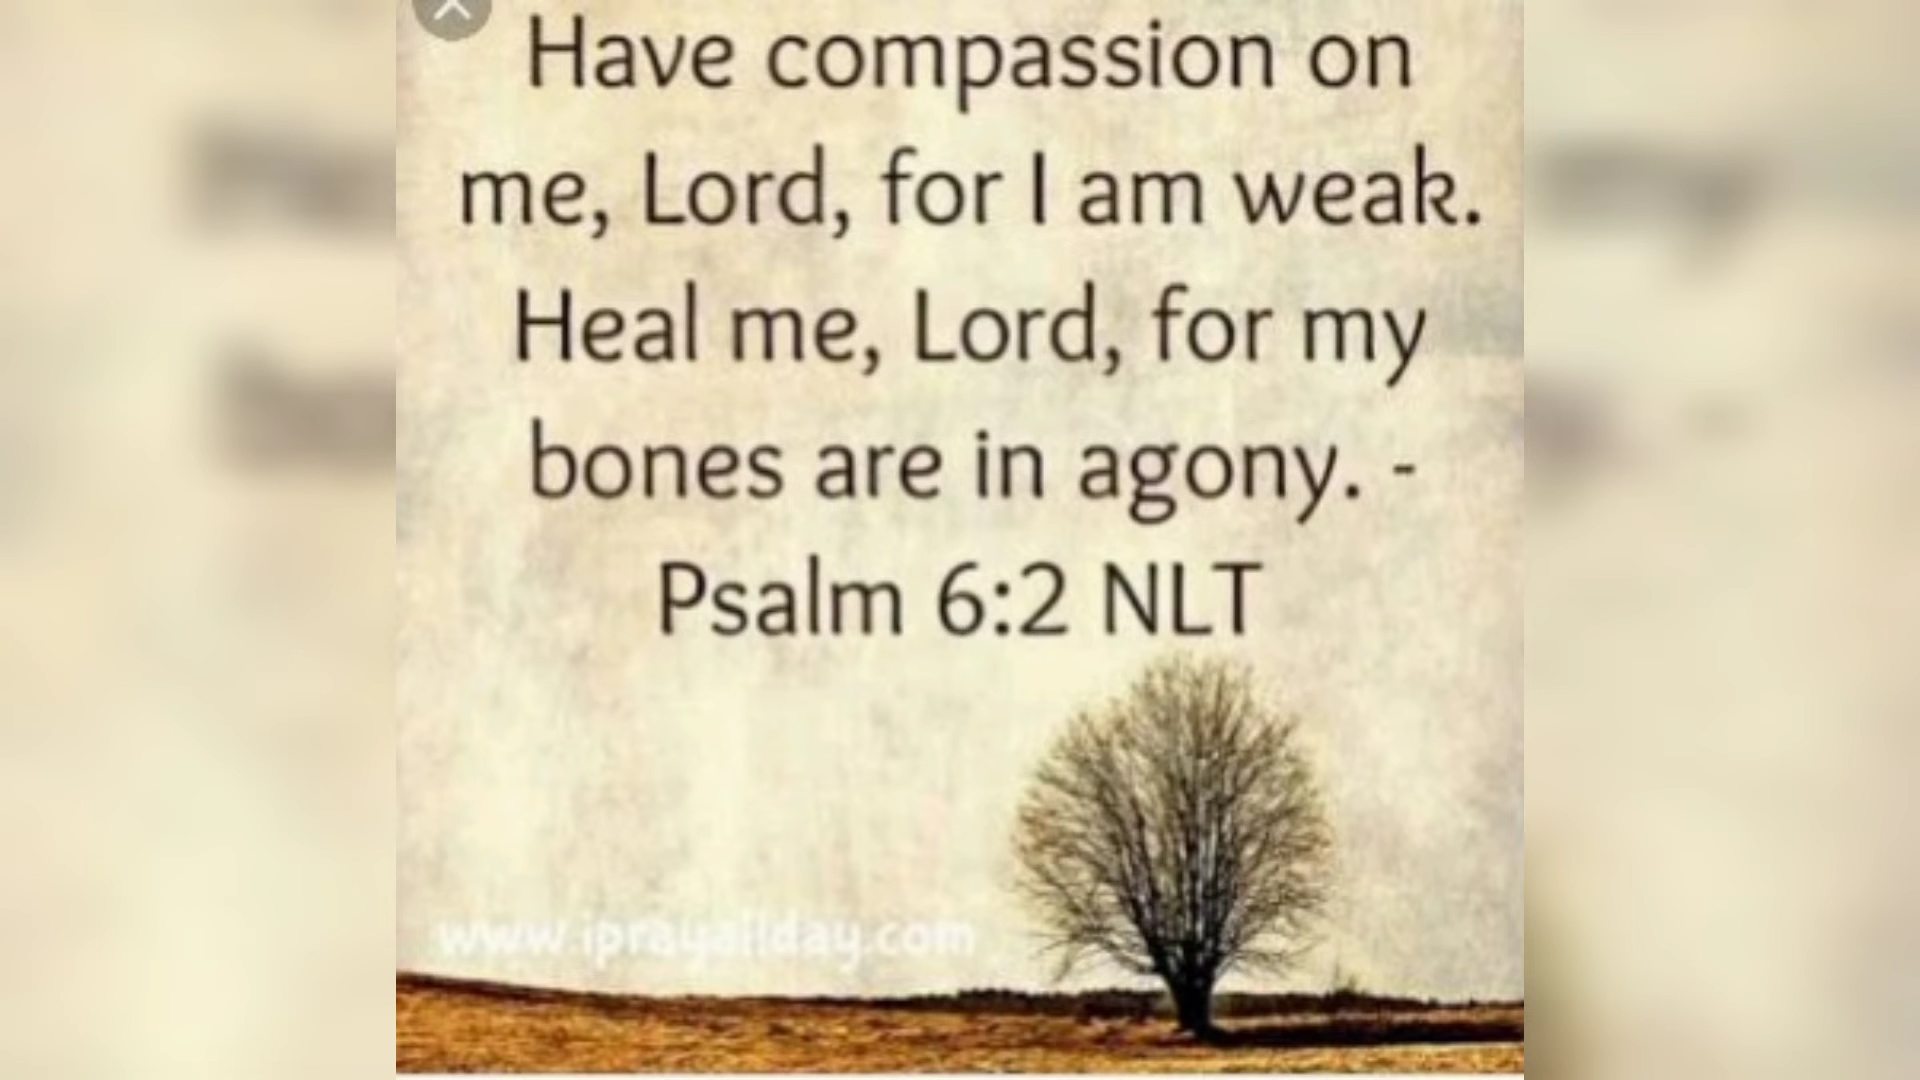 Have compassion on
me, Lord, for I am weak.
Heal me, Lord, for my
bones are in agony. -
Psalm 6:2 NLT
www.iprayallday.com